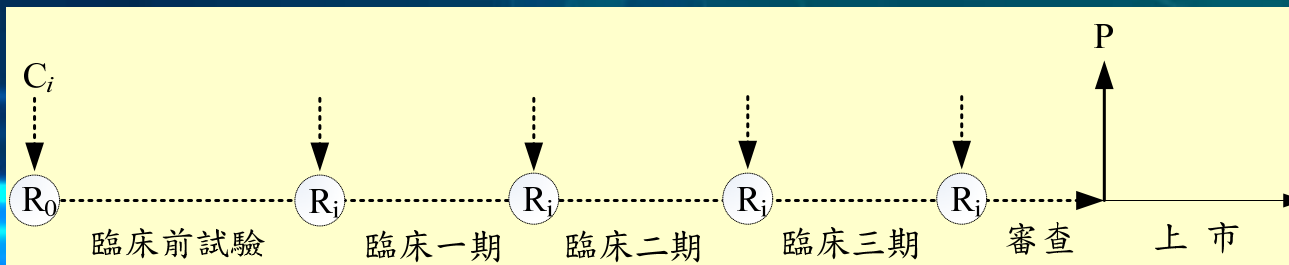 P
Cᵢ
R₀ Rᵢ Rᵢ Rᵢ Rᵢ
臨床前試驗 臨床一期 臨床二期 臨床三期 審查 上 市